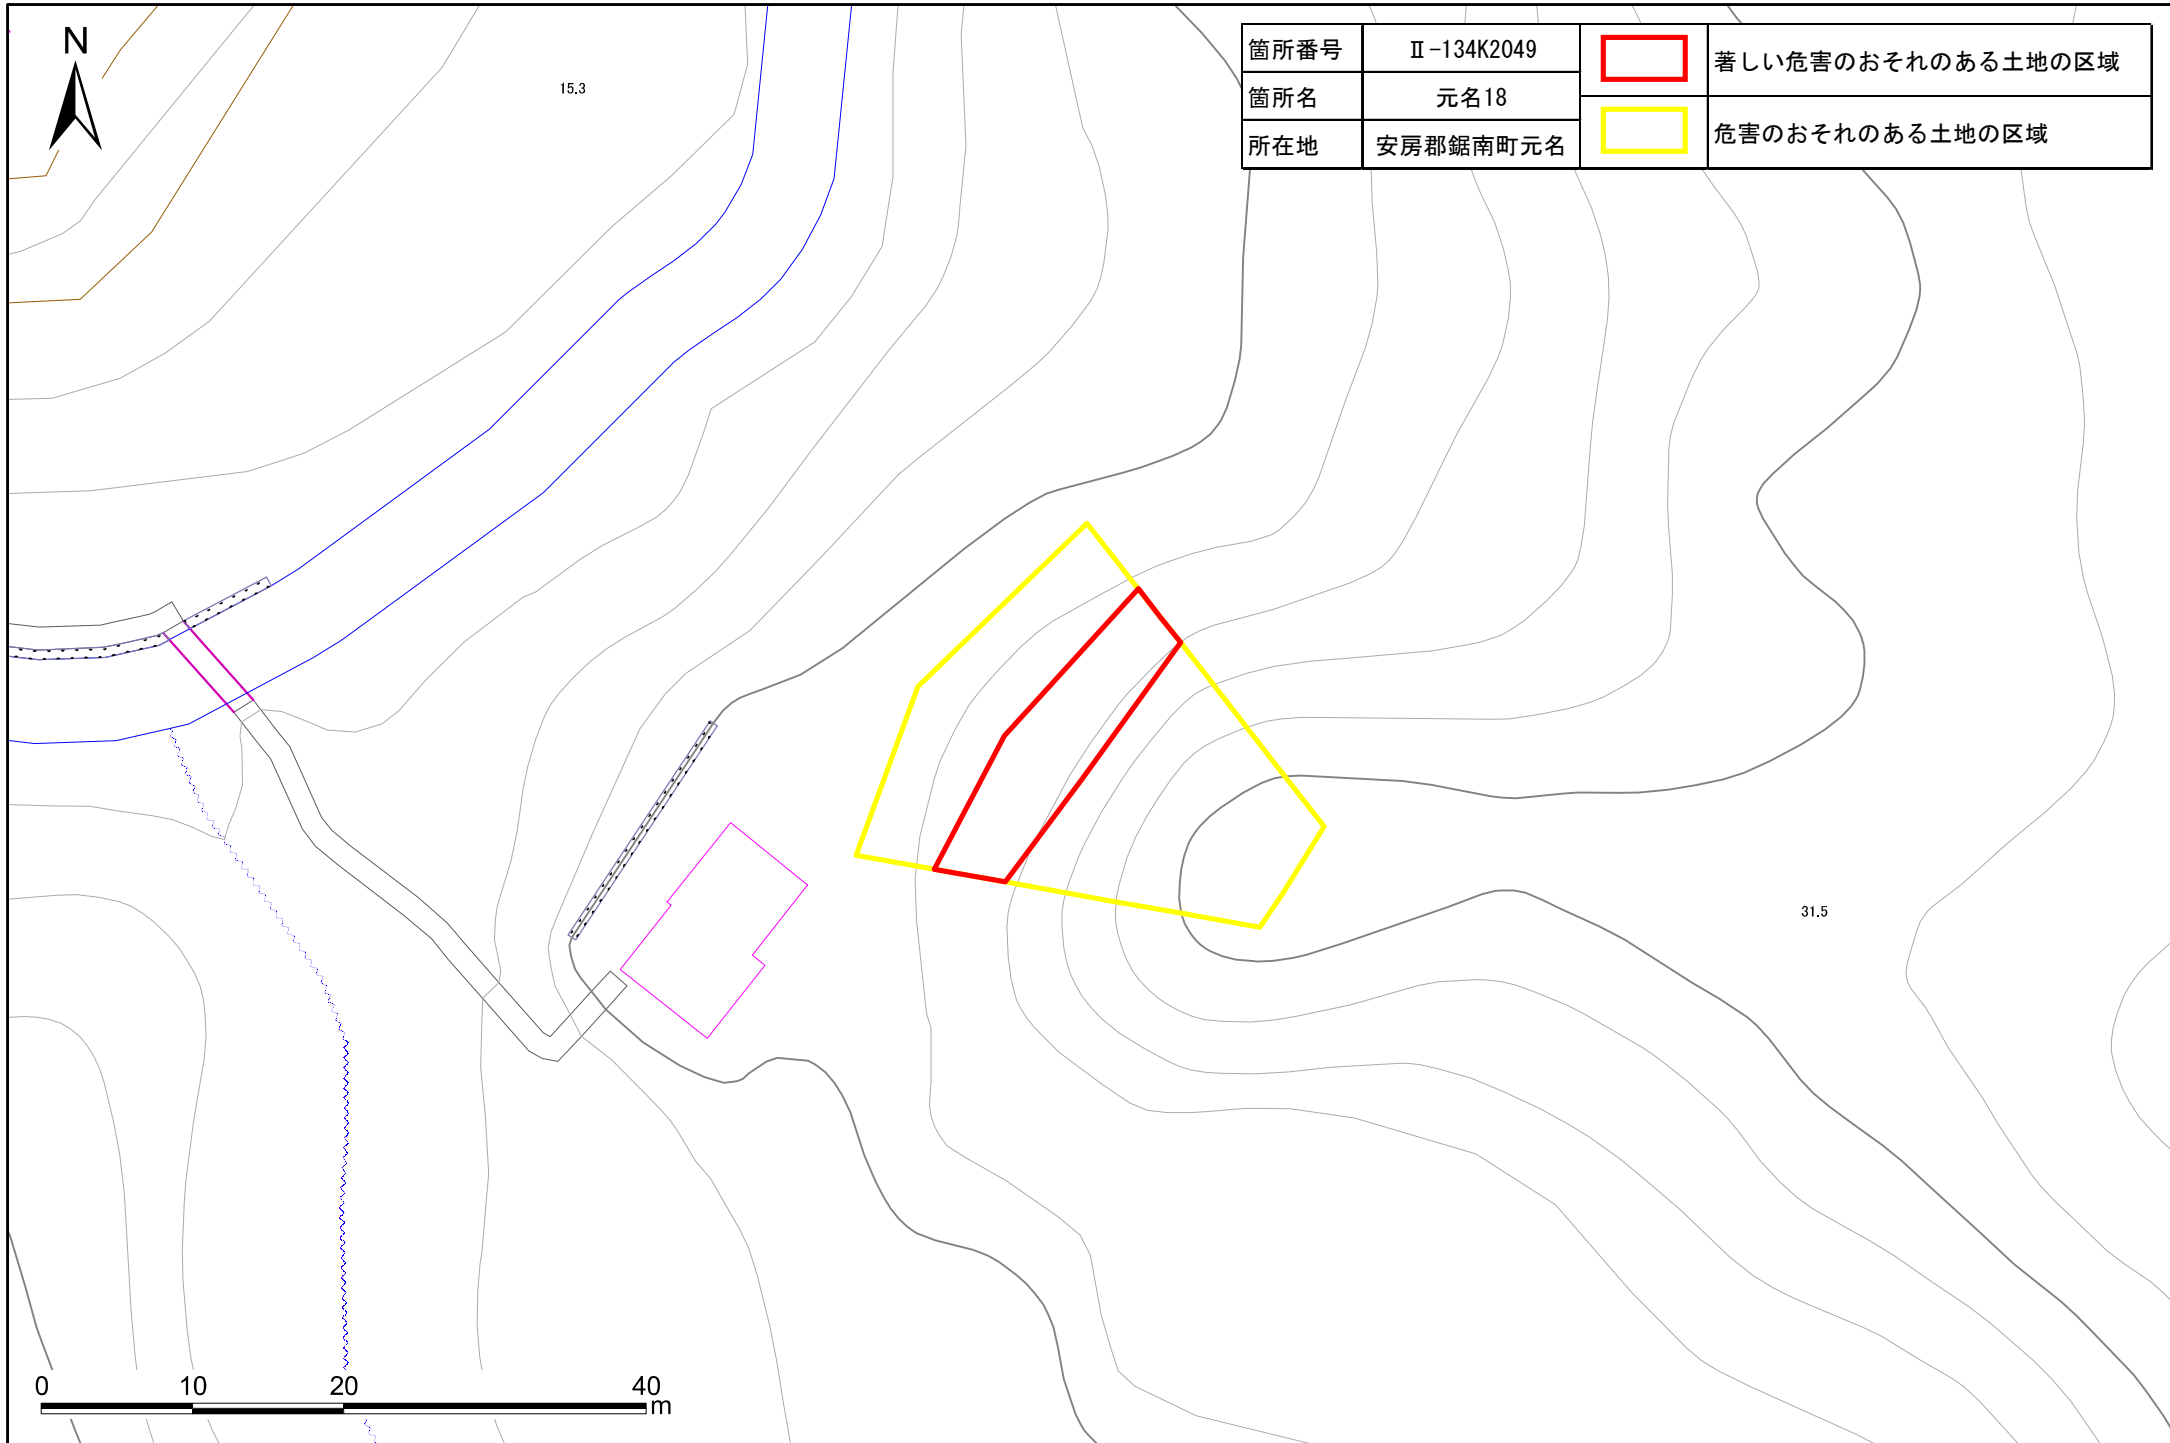 N
15.3
箇所番号 Ⅱ-134K2049
箇所名 元名18
所在地 安房郡鋸南町元名
著しい危害のおそれのある土地の区域
危害のおそれのある土地の区域
31.5
0 10 20 40
m